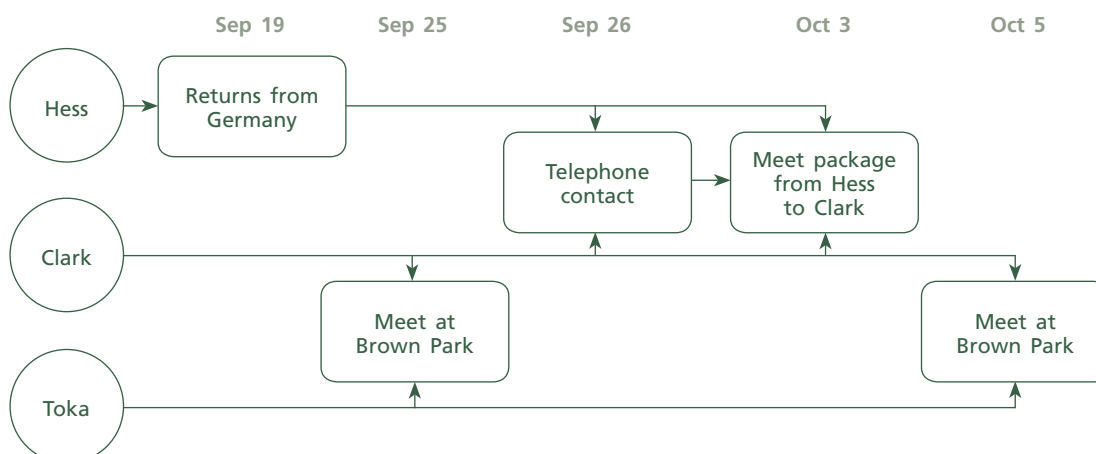 Sep 19
Sep 25
Sep 26
Oct 3
Oct 5
Hess
Returns from
Germany
Telephone
contact
Meet package
from Hess
to Clark
Clark
Meet at
Brown Park
Meet at
Brown Park
Toka